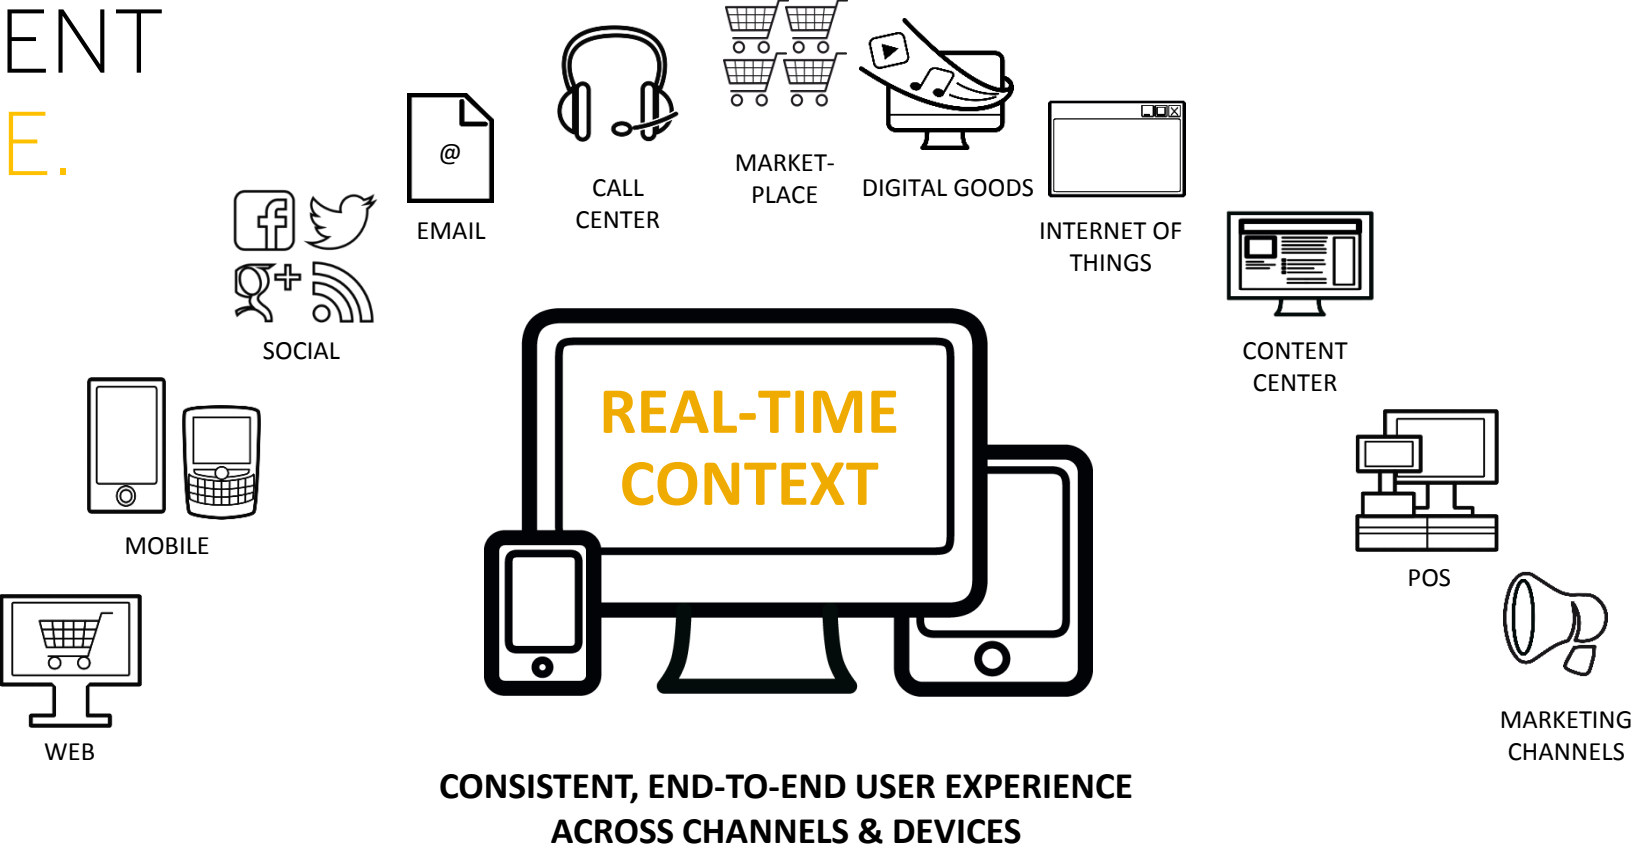 ENT
E.
@
EMAIL
CALL
CENTER
MARKET-
PLACE
DIGITAL GOODS
INTERNET OF
THINGS
SOCIAL
CONTENT
CENTER
MOBILE
POS
WEB
MARKETING
CHANNELS
REAL-TIME
CONTEXT
CONSISTENT, END-TO-END USER EXPERIENCE
ACROSS CHANNELS & DEVICES